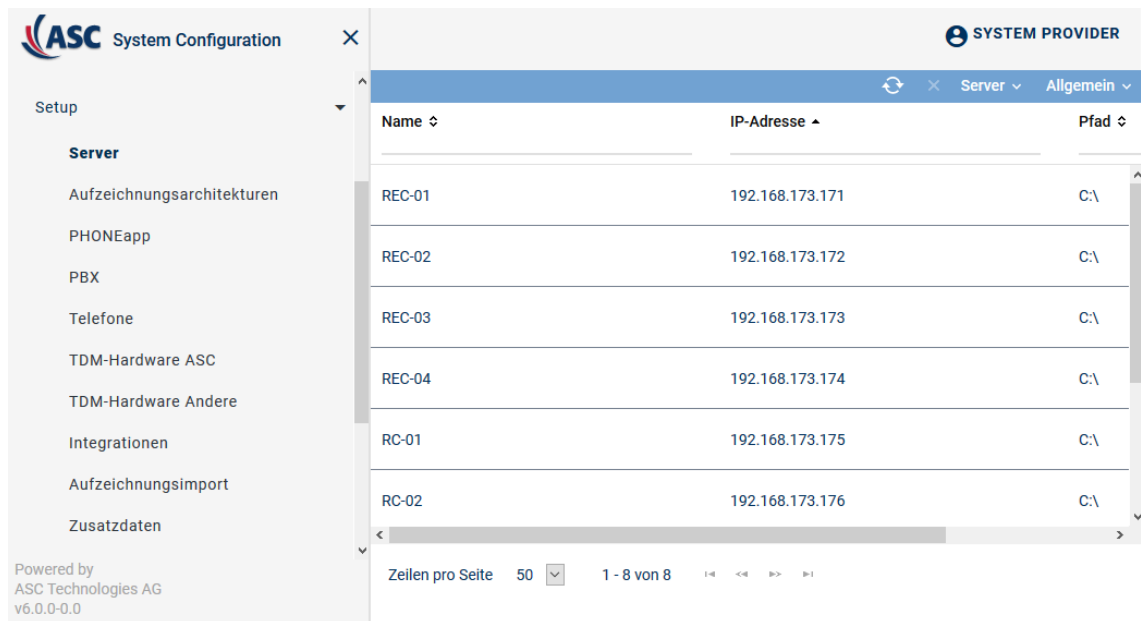 ASC System Configuration
SYSTEM PROVIDER
Server Allgemein
Setup
Server
Aufzeichnungsarchitekturen
PHONEapp
PBX
Telefone
TDM-Hardware ASC
TDM-Hardware Andere
Integrationen
Aufzeichnungsimport
Zusatzdaten
Powered by
ASC Technologies AG
v6.0.0-0.0
Name IP-Adresse Pfad
REC-01 192.168.173.171 C:\
REC-02 192.168.173.172 C:\
REC-03 192.168.173.173 C:\
REC-04 192.168.173.174 C:\
RC-01 192.168.173.175 C:\
RC-02 192.168.173.176 C:\
Zeilen pro Seite 50 1 - 8 von 8